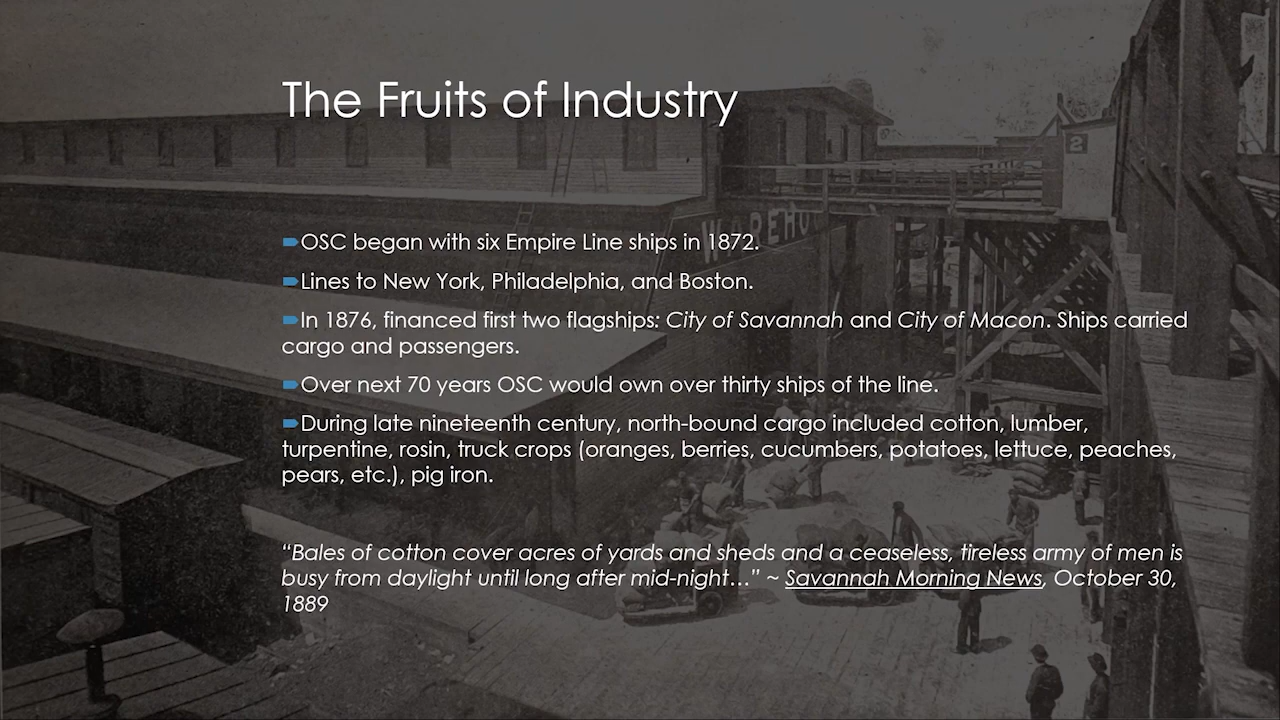 The Fruits of Industry
2
OSC began with six Empire Line ships in 1872.
Lines to New York, Philadelphia, and Boston.
In 1876, financed first two flagships: City of Savannah and City of Macon. Ships carried
cargo and passengers.
Over next 70 years OSC would own over thirty ships of the line.
During late nineteenth century, north-bound cargo included cotton, lumber,
turpentine, rosin, truck crops (oranges, berries, cucumbers, potatoes, lettuce, peaches,
pears, etc.), pig iron.
“Bales of cotton cover acres of yards and sheds and a ceaseless, tireless army of men is
busy from daylight until long after mid-night…” ~ Savannah Morning News, October 30,
1889